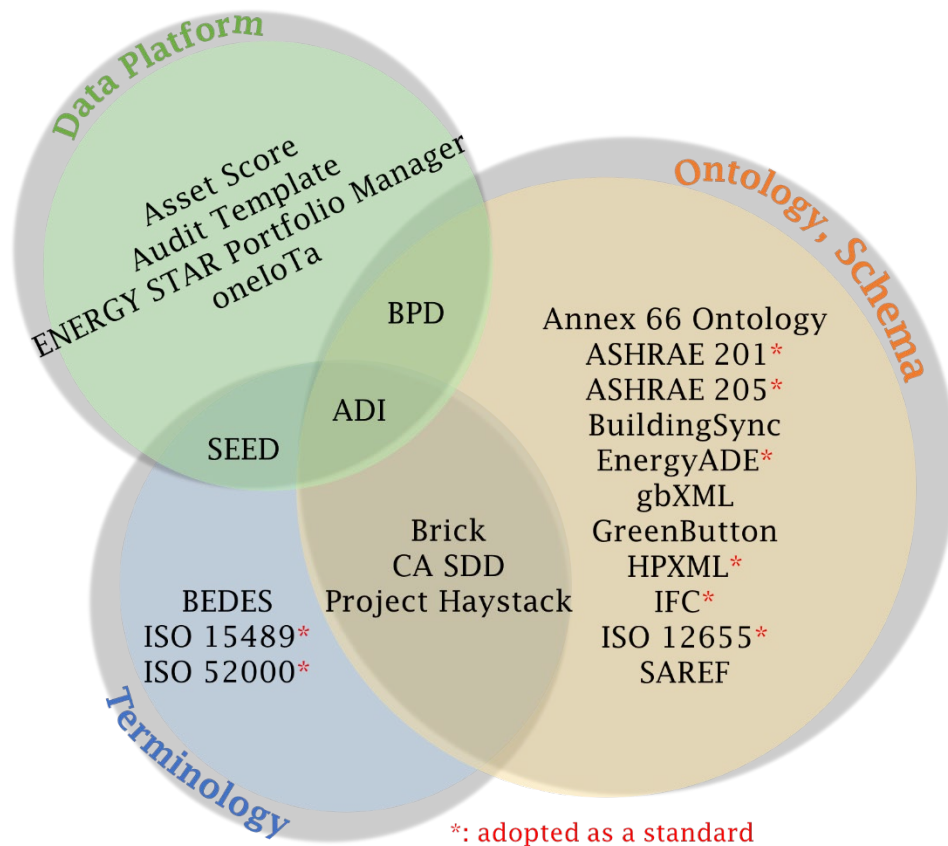 Data Platform
Asset Score
Audit Template
ENERGY STAR Portfolio Manager
oneIoTa
Ontology, Schema
BPD
ADI
SEED
Annex 66 Ontology
ASHRAE 201*
ASHRAE 205*
BuildingSync
EnergyADE*
gbXML
GreenButton
HPXML*
IFC*
ISO 12655*
SAREF
Brick
CA SDD
Project Haystack
BEDES
ISO 15489*
ISO 52000*
Terminology
*: adopted as a standard